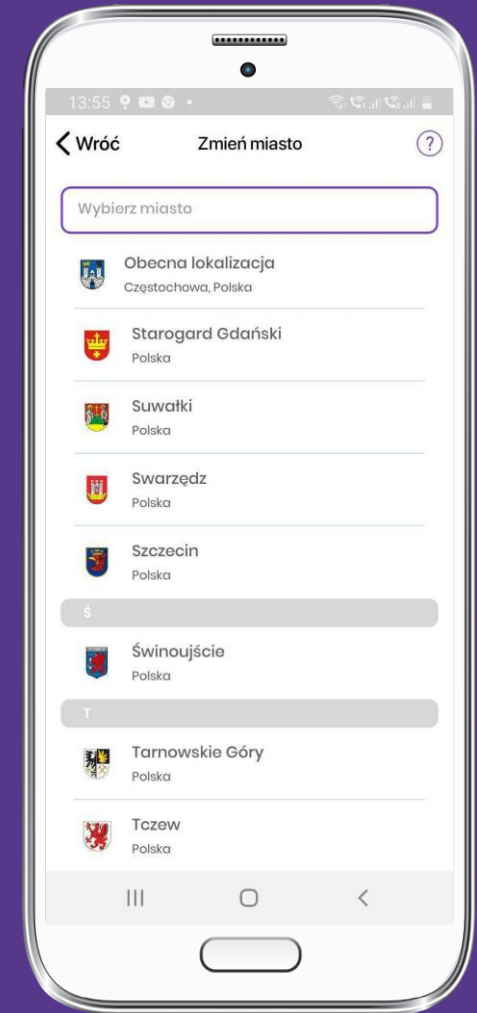 13:55
Wróć
Zmień miasto
?
Wybierz miasto
Obecna lokalizacja
Częstochowa, Polska
Starogard Gdański
Polska
Suwałki
Polska
Swarzędz
Polska
Szczecin
Polska
Ś
Świnoujście
Polska
T
Tarnowskie Góry
Polska
Tczew
Polska